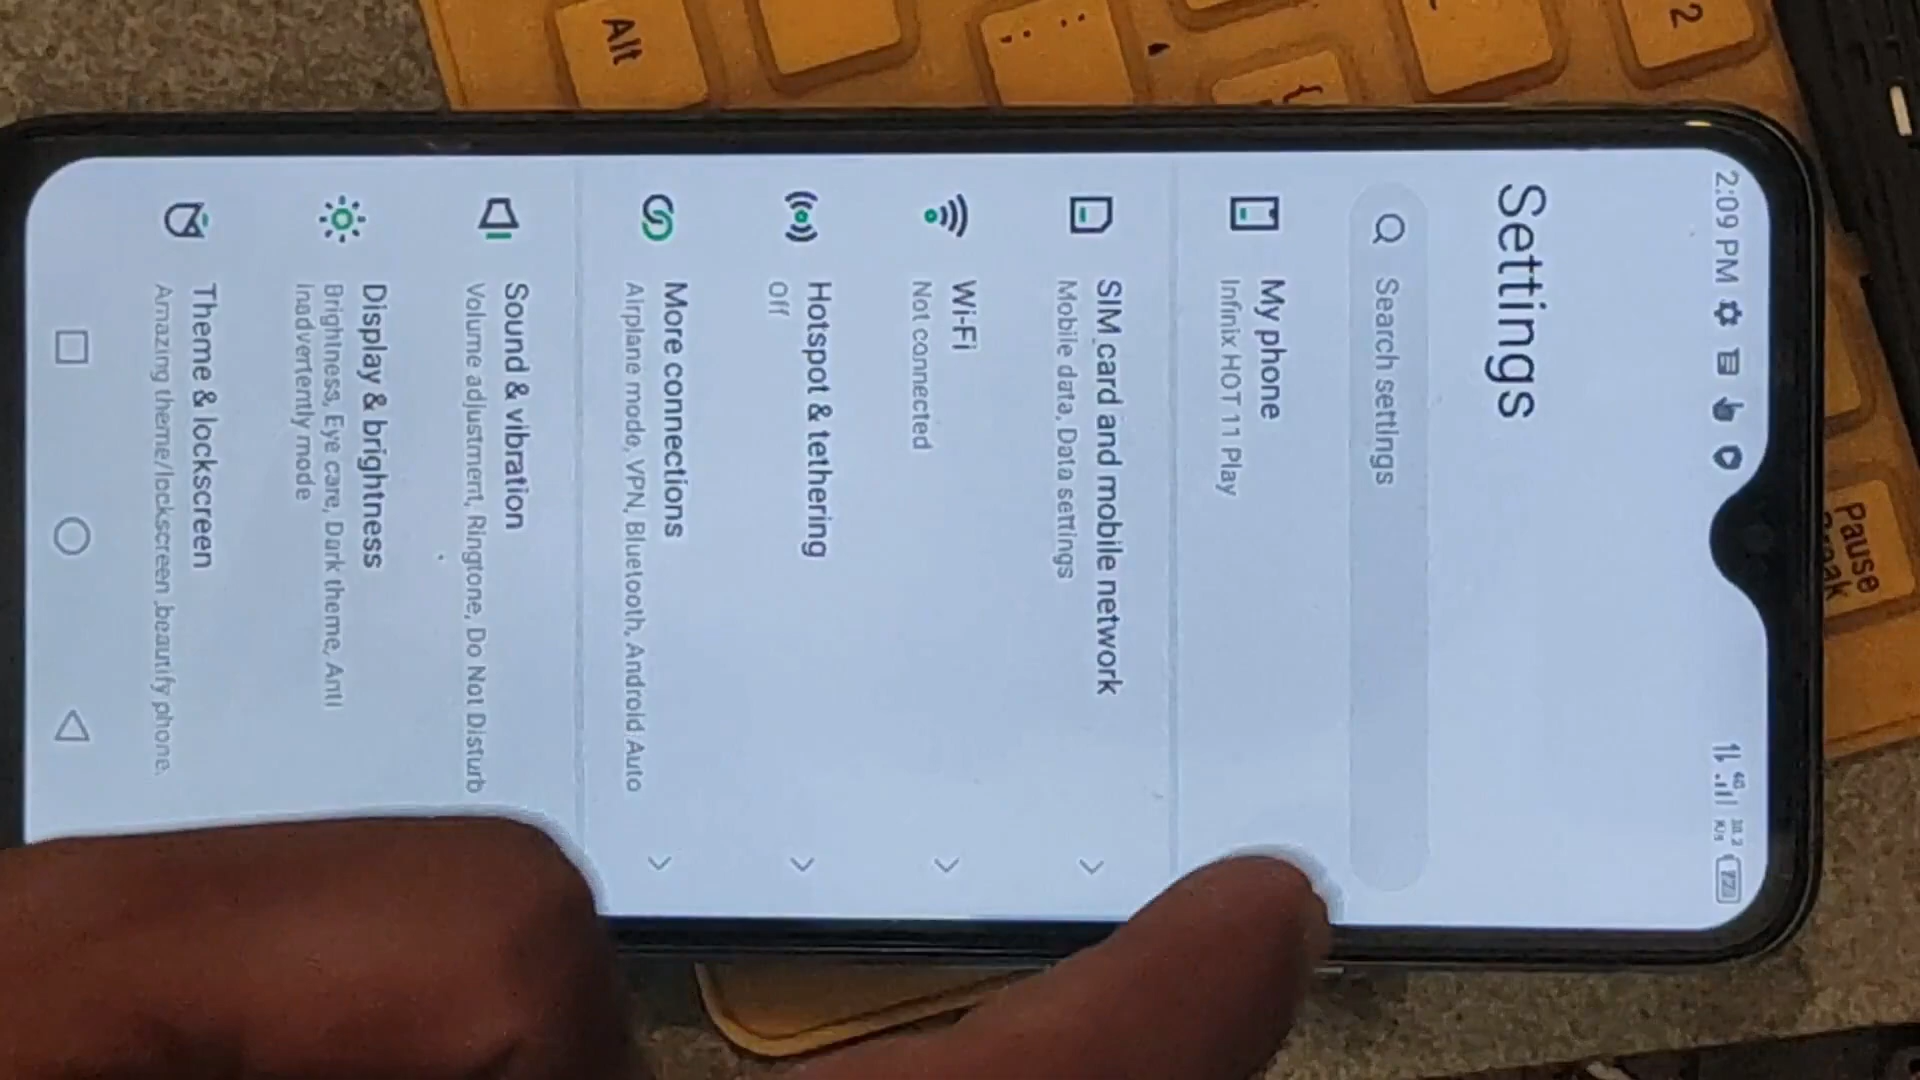 2:09 PM
4G
Settings
Search settings
My phone
Infinix HOT 11 Play
SIM card and mobile network
Mobile data, Data settings
Wi-Fi
Not connected
Hotspot & tethering
Off
More connections
Airplane mode, VPN, Bluetooth, Android Auto
Sound & vibration
Volume adjustment, Ringtone, Do Not Disturb
Display & brightness
Brightness, Eye care, Dark theme, Anti
inadvertently mode
Theme & lockscreen
Amazing theme/lockscreen ,beautify phone.
Alt
: ;
{
2
Pause